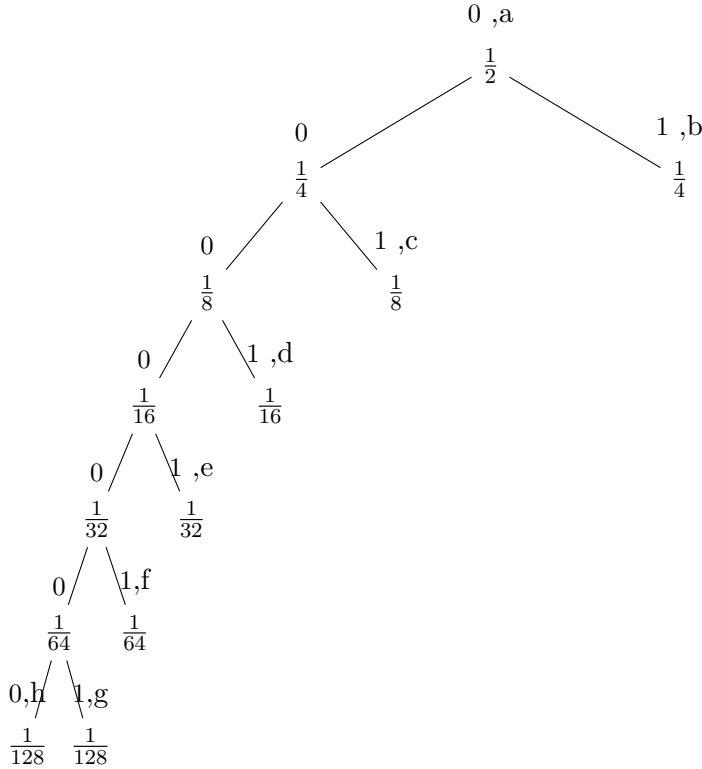 0 ,a
1/2
0
1 ,b
1/4
1/4
0
1 ,c
1/8
1/8
0
1 ,d
1/16
1/16
0
1 ,e
1/32
1/32
0
1,f
1/64
1/64
0,h
1,g
1/128
1/128